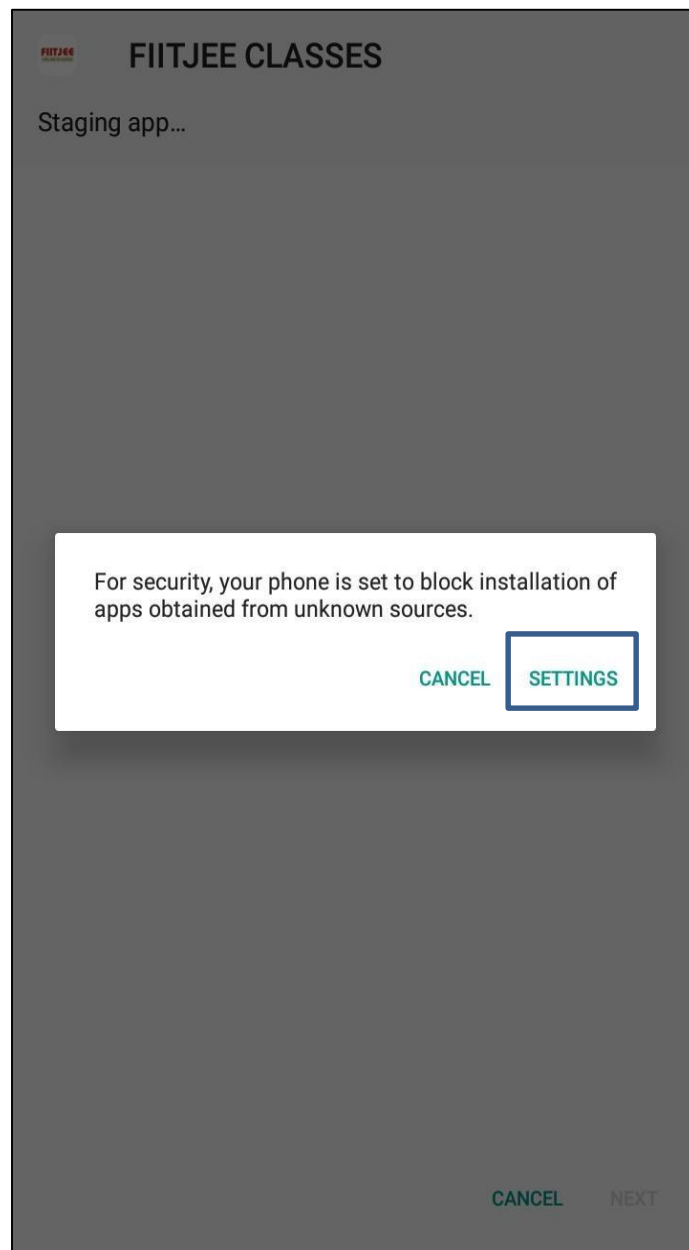 FIITJEE
FIITJEE CLASSES
Staging app...
For security, your phone is set to block installation of
apps obtained from unknown sources.
CANCEL SETTINGS
CANCEL NEXT